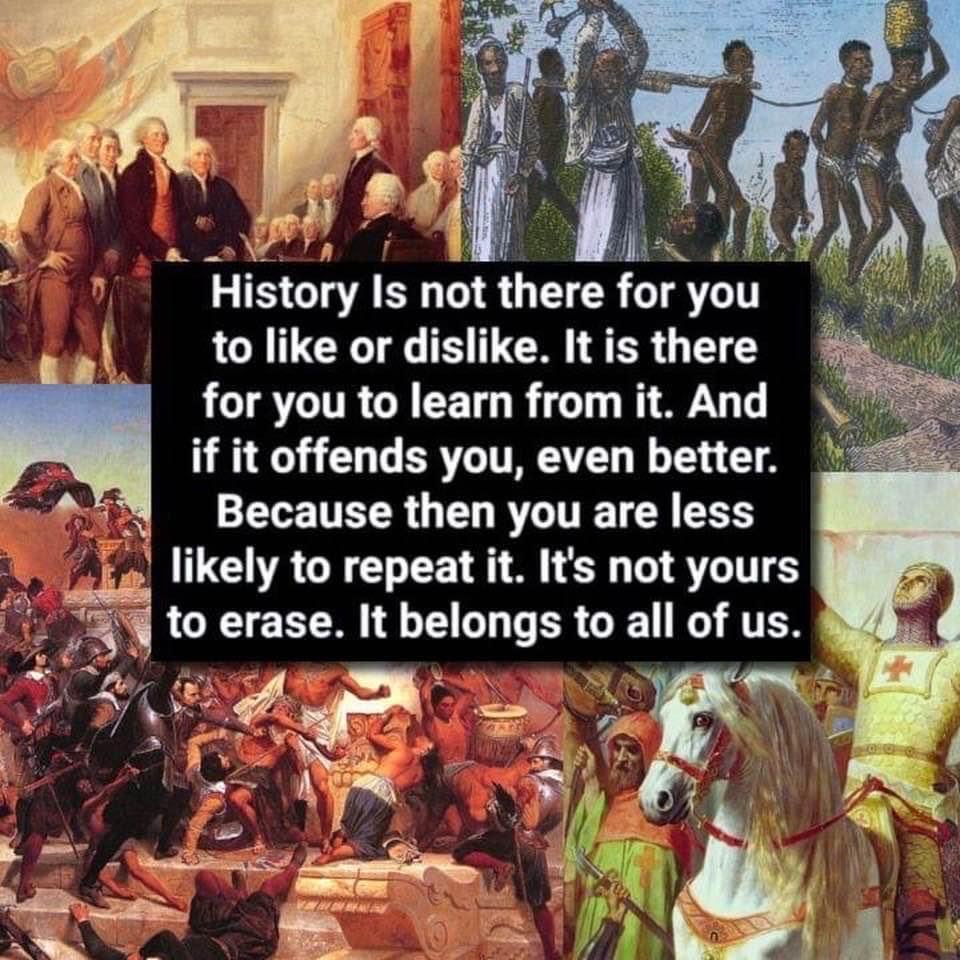 History Is not there for you
to like or dislike. It is there
for you to learn from it. And
if it offends you, even better.
Because then you are less
likely to repeat it. It's not yours
to erase. It belongs to all of us.